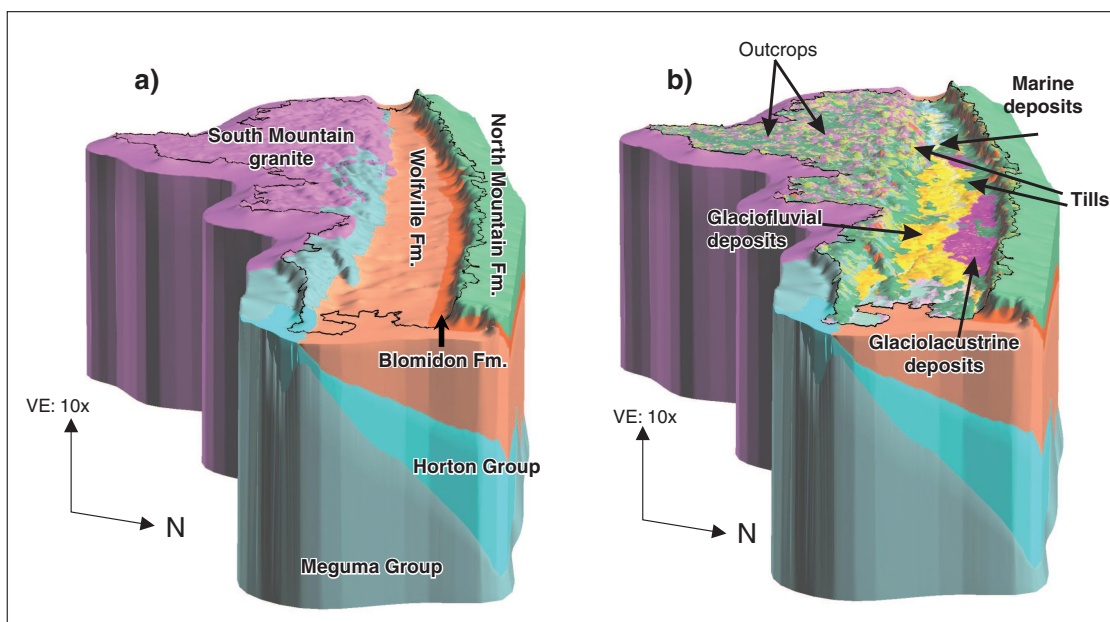 a)
South Mountain
granite
Wolfville Fm.
North Mountain Fm.
Blomidon Fm.
VE: 10x
N
Horton Group
Meguma Group
b)
Outcrops
Marine
deposits
Tills
Glaciofluvial
deposits
Glaciolacustrine
deposits
VE: 10x
N